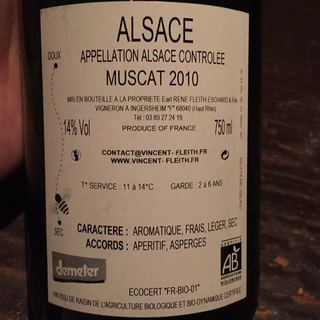 ALSACE
APPELLATION ALSACE CONTROLEE
DOUX
MUSCAT 2010
MIS EN BOUTEILLE A LA PROPRIETE Earl RENE FLEITH ESCHARD & Fils
VIGNERON A INGERSHEIM "F" 68040 (Haut Rhin)
Tél : 03 89 27 24 19
14% Vol
PRODUCE OF FRANCE
750 ml
CONTACT@VINCENT- FLEITH.FR
WWW.VINCENT- FLEITH.FR
T° SERVICE : 11 à 14°C GARDE : 2 à 6 ANS
SEC
CARACTERE : AROMATIQUE, FRAIS, LEGER, SEC
ACCORDS : APERITIF, ASPERGES
demeter
AB
ECOCERT "FR-BIO-01"
VIN ISSU DE RAISIN DE L'AGRICULTURE BIOLOGIQUE ET BIO-DYNAMIQUE CERTIFIEE